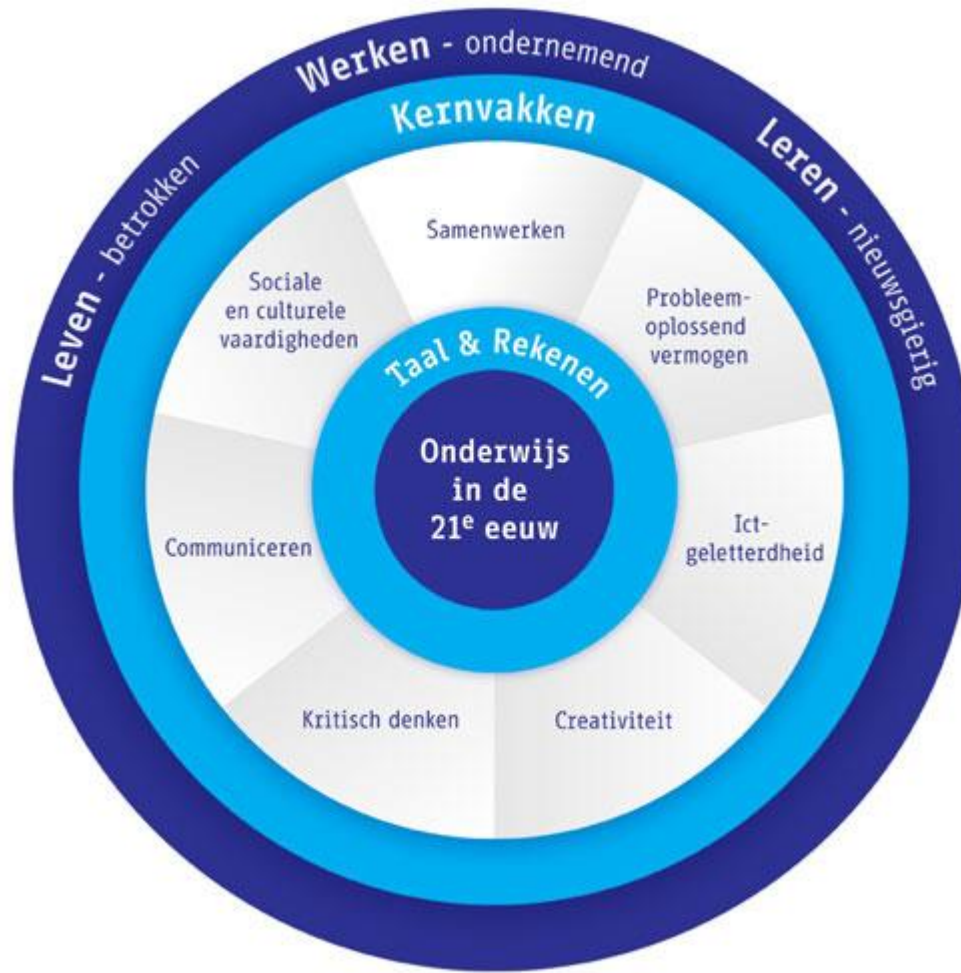 Werken - ondernemend
Leven - betrokken
Leren - nieuwsgierig
Kernvakken
Samenwerken
Sociale
en culturele
vaardigheden
Probleem-
oplossend
vermogen
Taal & Rekenen
Onderwijs
in de
21e eeuw
Communiceren
Ict-
geletterdheid
Kritisch denken
Creativiteit